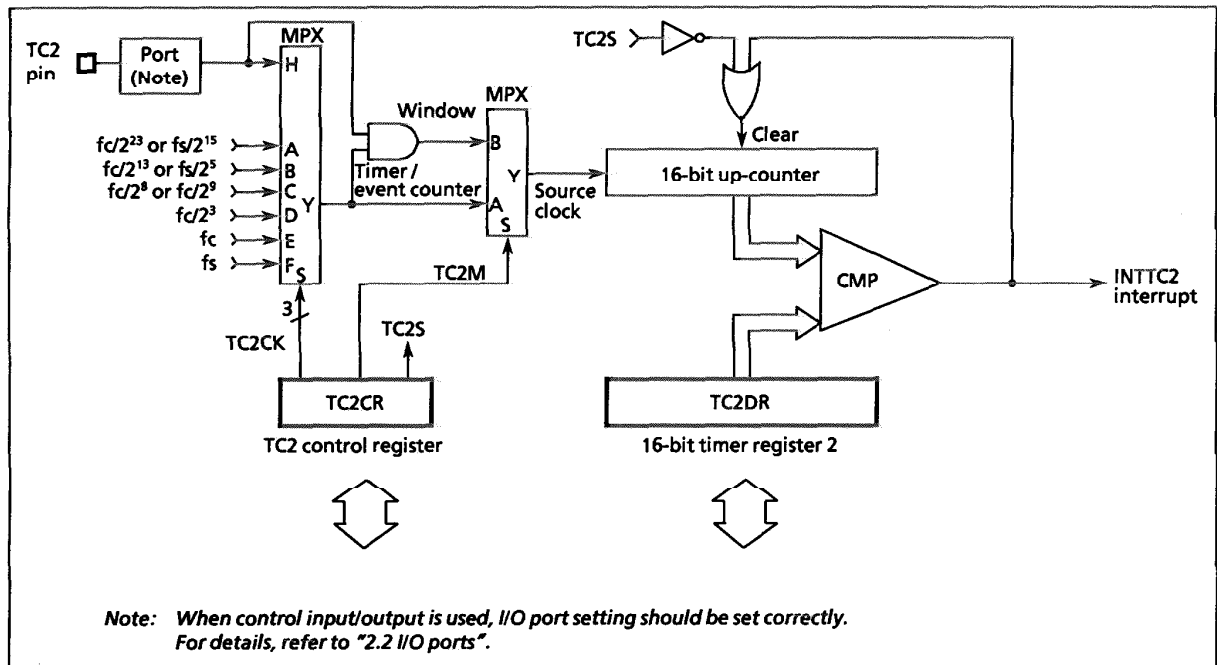 TC2 pin
Port (Note)
MPX
H
fc/2²³ or fs/2¹⁵
A
fc/2¹³ or fs/2⁵
B
fc/2⁸ or fc/2⁹
C
fc/2³
D
fc
E
fs
F
Y
S
3
TC2CK
Window
Timer / event counter
MPX
B
Y
A
S
TC2M
TC2S
Source clock
TC2S
Clear
16-bit up-counter
CMP
INTTC2 interrupt
TC2CR
TC2 control register
TC2DR
16-bit timer register 2
Note: When control input/output is used, I/O port setting should be set correctly.
For details, refer to "2.2 I/O ports".